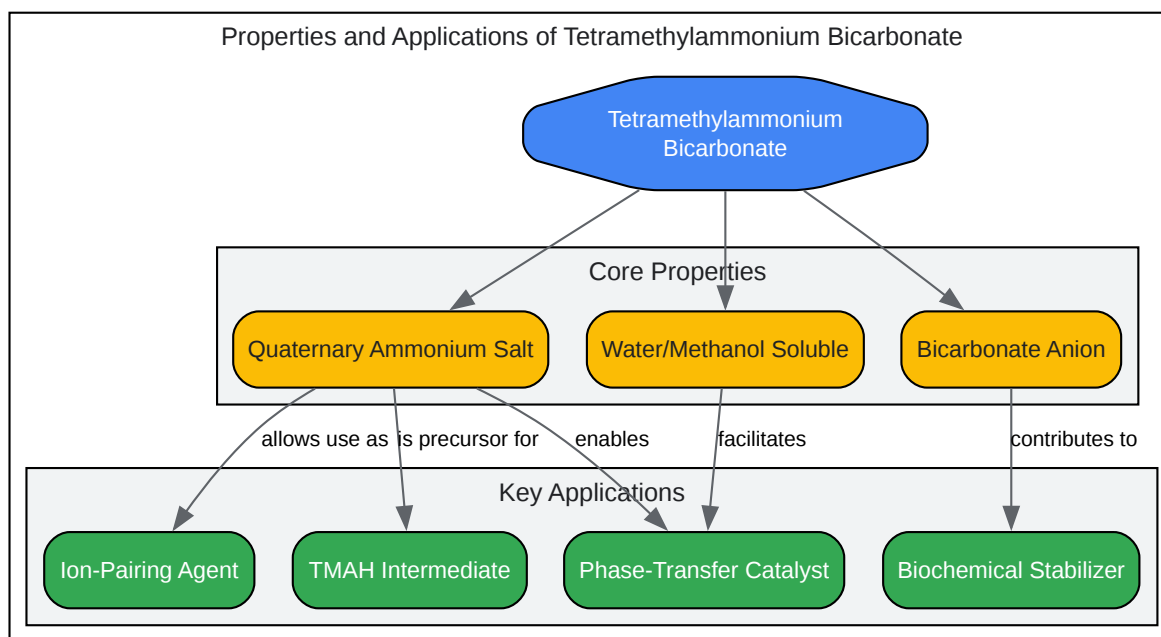 Properties and Applications of Tetramethylammonium Bicarbonate
Tetramethylammonium
Bicarbonate
Core Properties
Quaternary Ammonium Salt
Water/Methanol Soluble
Bicarbonate Anion
allows use as
is precursor for
enables
facilitates
contributes to
Key Applications
Ion-Pairing Agent
TMAH Intermediate
Phase-Transfer Catalyst
Biochemical Stabilizer